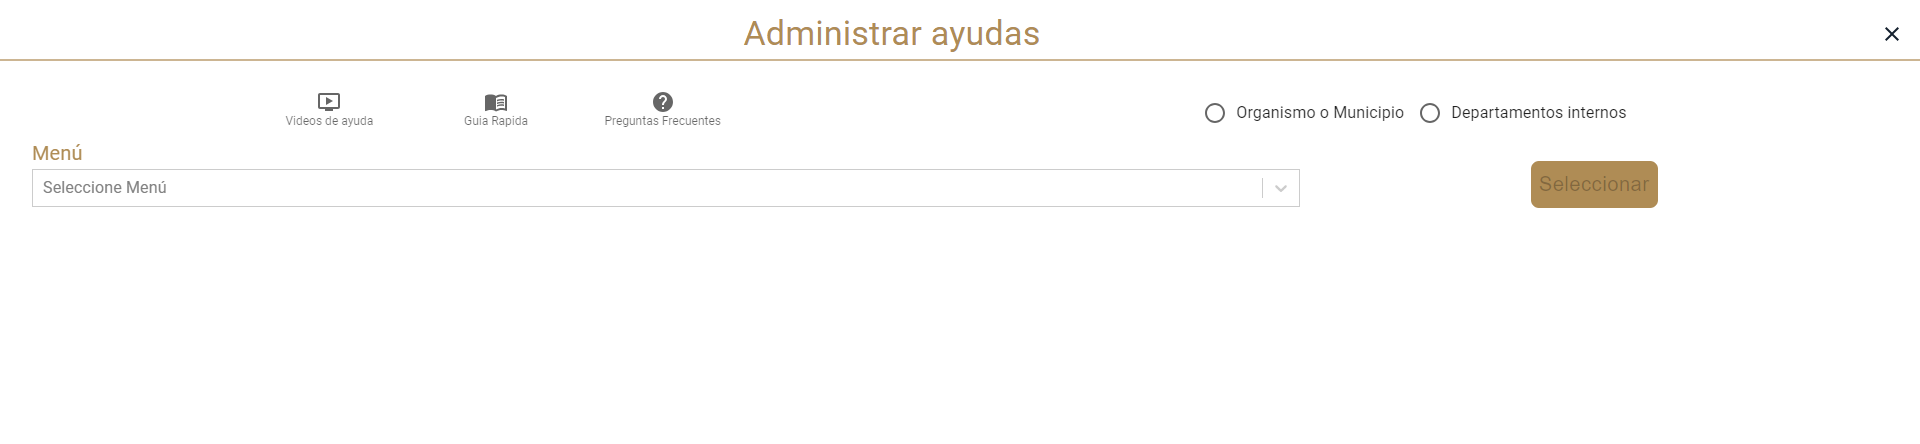 Administrar ayudas
Videos de ayuda
Guia Rapida
Preguntas Frecuentes
Organismo o Municipio
Departamentos internos
Menú
Seleccione Menú
Seleccionar